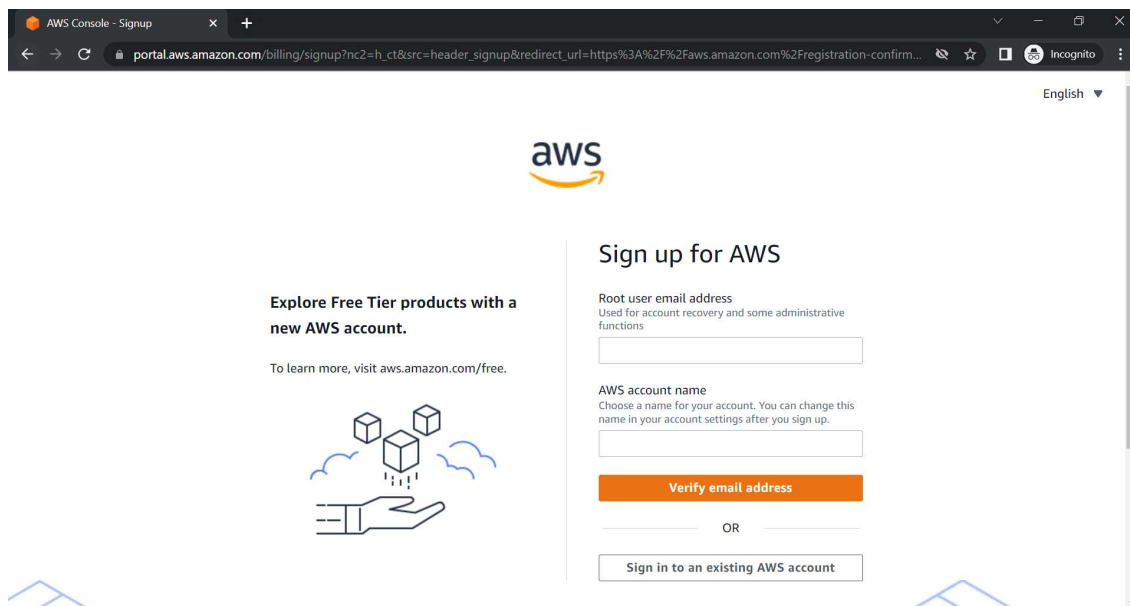 AWS Console - Signup
portal.aws.amazon.com/billing/signup?nc2=h_ct&src=header_signup&redirect_url=https%3A%2F%2Faws.amazon.com%2Fregistration-confirm...
Incognito
English
aws
Explore Free Tier products with a
new AWS account.
To learn more, visit aws.amazon.com/free.
Sign up for AWS
Root user email address
Used for account recovery and some administrative
functions
AWS account name
Choose a name for your account. You can change this
name in your account settings after you sign up.
Verify email address
OR
Sign in to an existing AWS account